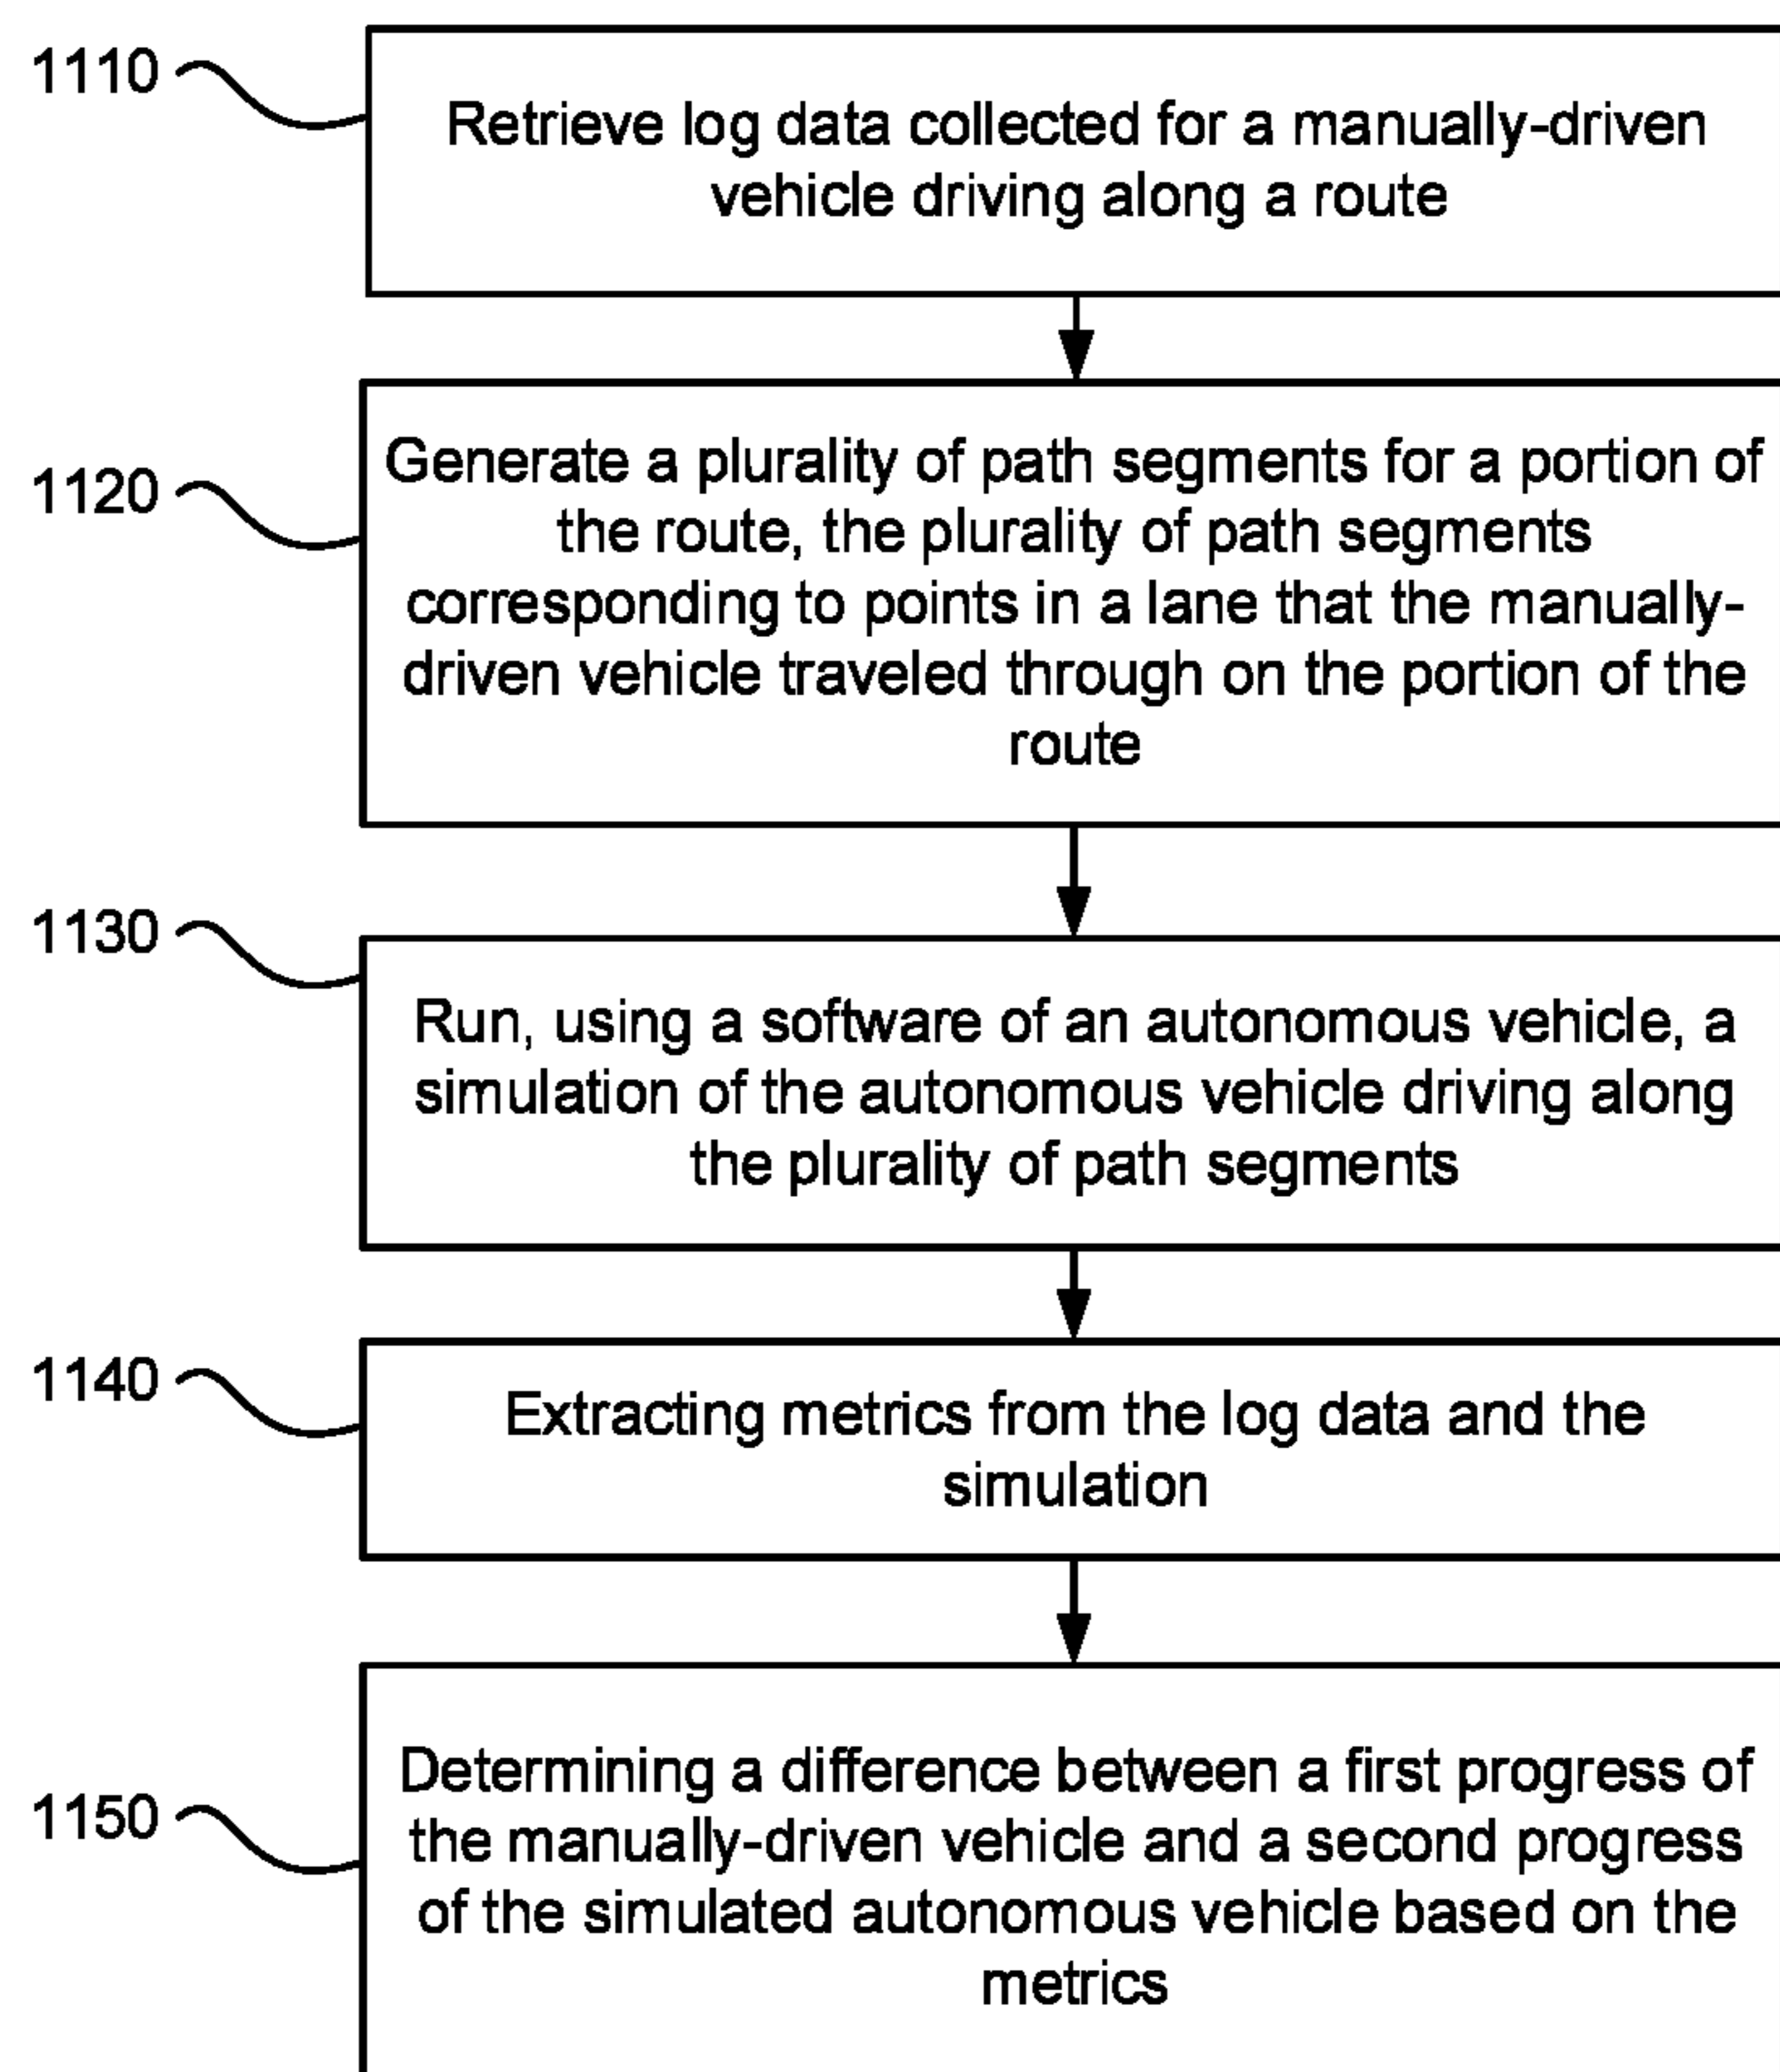 1110
Retrieve log data collected for a manually-driven
vehicle driving along a route
1120
Generate a plurality of path segments for a portion of
the route, the plurality of path segments
corresponding to points in a lane that the manually-
driven vehicle traveled through on the portion of the
route
1130
Run, using a software of an autonomous vehicle, a
simulation of the autonomous vehicle driving along
the plurality of path segments
1140
Extracting metrics from the log data and the
simulation
1150
Determining a difference between a first progress of
the manually-driven vehicle and a second progress
of the simulated autonomous vehicle based on the
metrics